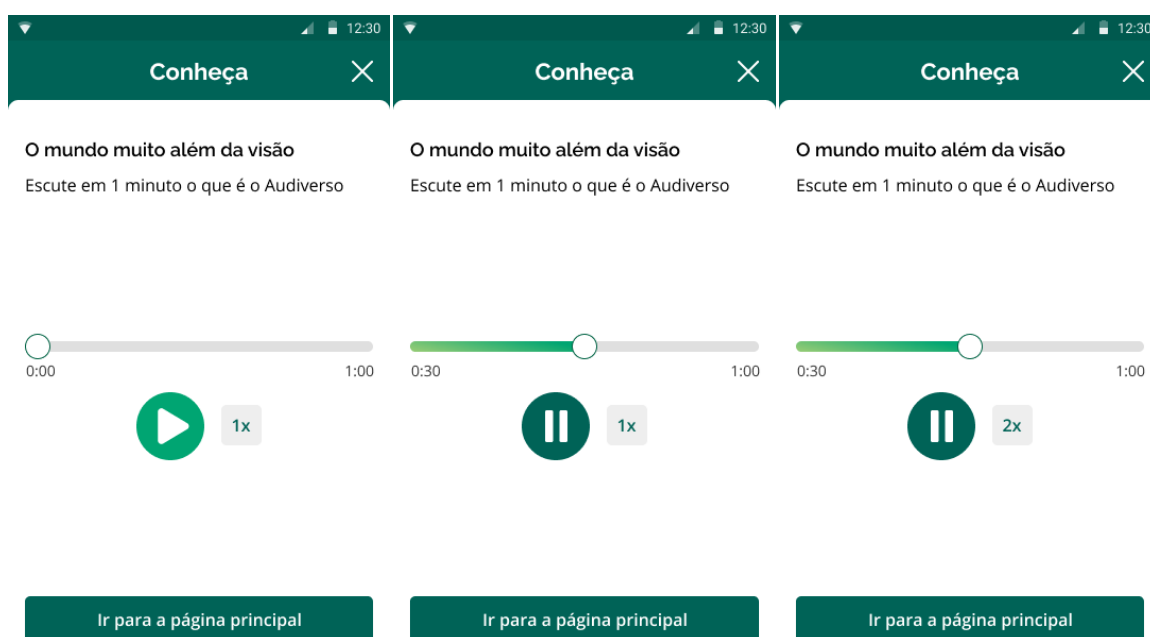 12:30
Conheça
O mundo muito além da visão
Escute em 1 minuto o que é o Audiverso
0:00 1:00
1x
Ir para a página principal
12:30
Conheça
O mundo muito além da visão
Escute em 1 minuto o que é o Audiverso
0:30 1:00
1x
Ir para a página principal
12:30
Conheça
O mundo muito além da visão
Escute em 1 minuto o que é o Audiverso
0:30 1:00
2x
Ir para a página principal